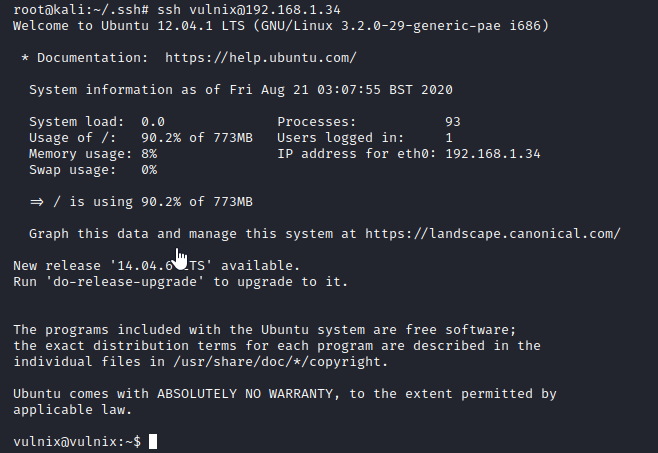 root@kali:~/.ssh# ssh vulnix@192.168.1.34
Welcome to Ubuntu 12.04.1 LTS (GNU/Linux 3.2.0-29-generic-pae i686)
* Documentation:  https://help.ubuntu.com/
System information as of Fri Aug 21 03:07:55 BST 2020
System load:  0.0               Processes:           93
Usage of /:   90.2% of 773MB   Users logged in:     1
Memory usage: 8%                IP address for eth0: 192.168.1.34
Swap usage:   0%
=> / is using 90.2% of 773MB
Graph this data and manage this system at https://landscape.canonical.com/
New release '14.04.6 LTS' available.
Run 'do-release-upgrade' to upgrade to it.
The programs included with the Ubuntu system are free software;
the exact distribution terms for each program are described in the
individual files in /usr/share/doc/*/copyright.
Ubuntu comes with ABSOLUTELY NO WARRANTY, to the extent permitted by
applicable law.
vulnix@vulnix:~$